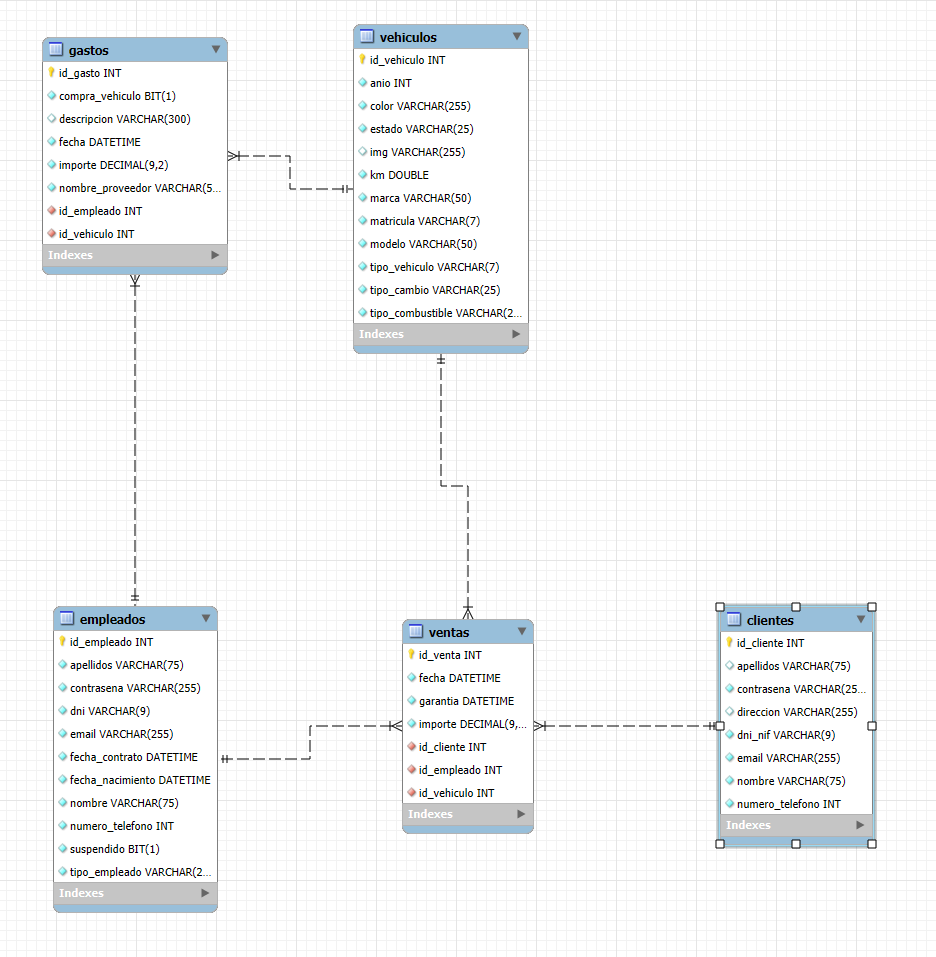 gastos
id_gasto INT
compra_vehiculo BIT(1)
descripcion VARCHAR(300)
fecha DATETIME
importe DECIMAL(9,2)
nombre_proveedor VARCHAR(5...
id_empleado INT
id_vehiculo INT
Indexes
vehiculos
id_vehiculo INT
anio INT
color VARCHAR(255)
estado VARCHAR(25)
img VARCHAR(255)
km DOUBLE
marca VARCHAR(50)
matricula VARCHAR(7)
modelo VARCHAR(50)
tipo_vehiculo VARCHAR(7)
tipo_cambio VARCHAR(25)
tipo_combustible VARCHAR(2...
Indexes
empleados
id_empleado INT
apellidos VARCHAR(75)
contrasena VARCHAR(255)
dni VARCHAR(9)
email VARCHAR(255)
fecha_contrato DATETIME
fecha_nacimiento DATETIME
nombre VARCHAR(75)
numero_telefono INT
suspendido BIT(1)
tipo_empleado VARCHAR(2...
Indexes
ventas
id_venta INT
fecha DATETIME
garantia DATETIME
importe DECIMAL(9,...
id_cliente INT
id_empleado INT
id_vehiculo INT
Indexes
clientes
id_cliente INT
apellidos VARCHAR(75)
contrasena VARCHAR(25...
direccion VARCHAR(255)
dni_nif VARCHAR(9)
email VARCHAR(255)
nombre VARCHAR(75)
numero_telefono INT
Indexes